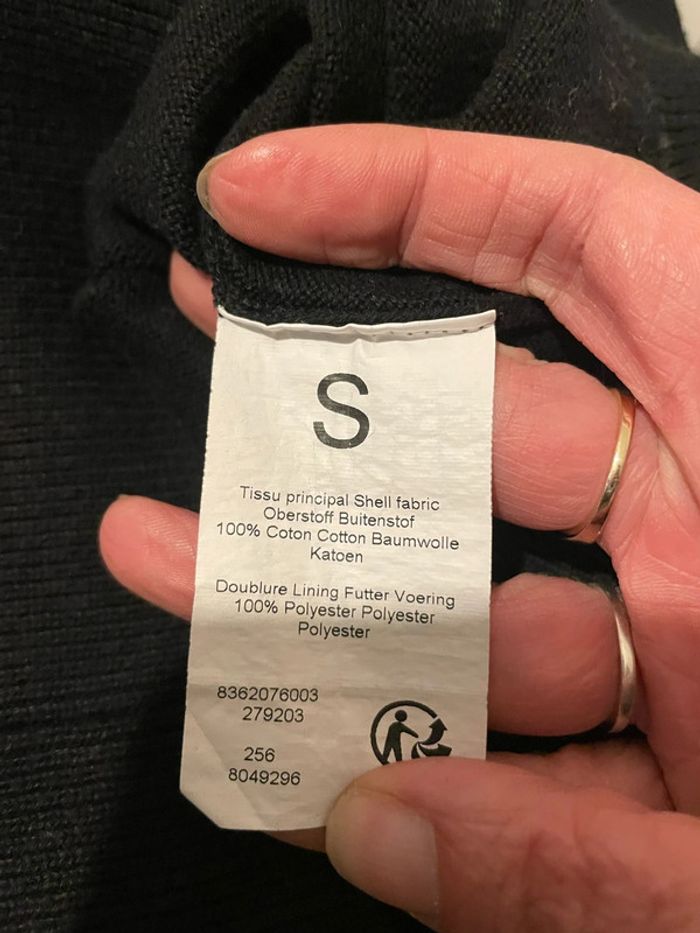 S
Tissu principal Shell fabric
Oberstoff Buitenstof
100% Coton Cotton Baumwolle
Katoen
Doublure Lining Futter Voering
100% Polyester Polyester
Polyester
8362076003
279203
256
8049296